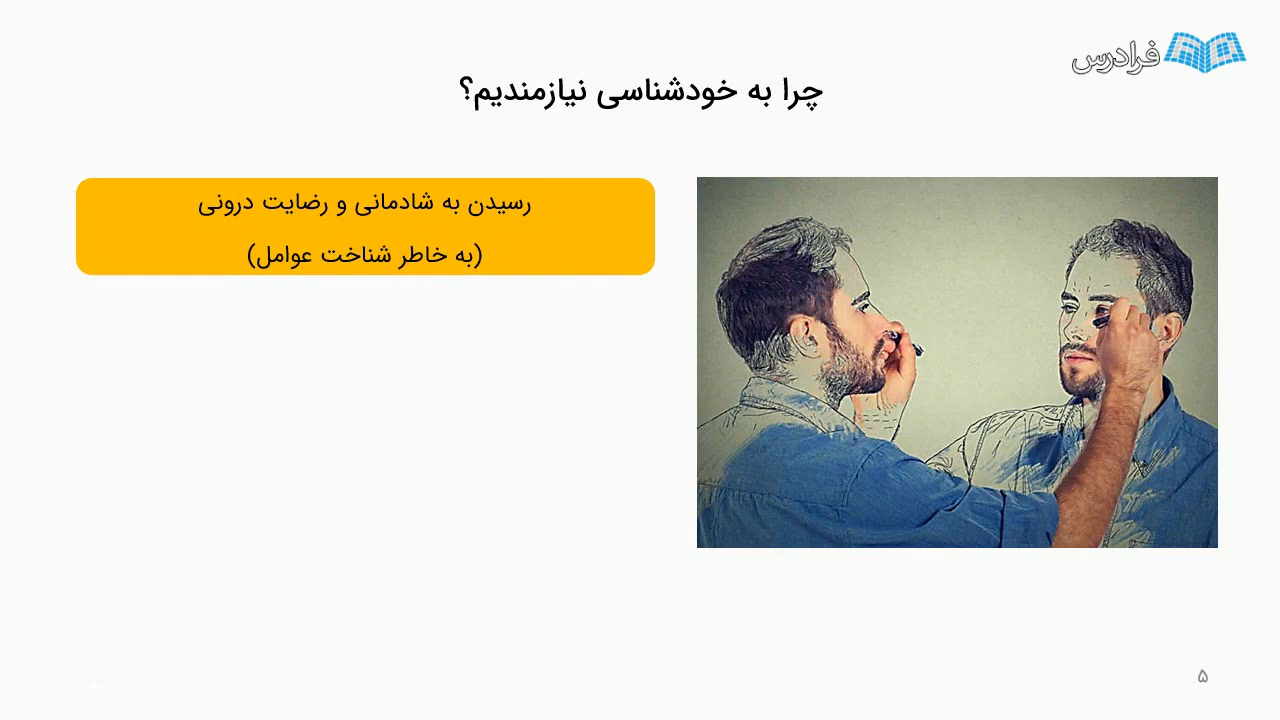 فرادرس
چرا به خودشناسی نیازمندیم؟
رسیدن به شادمانی و رضایت درونی
(به خاطر شناخت عوامل)
۵